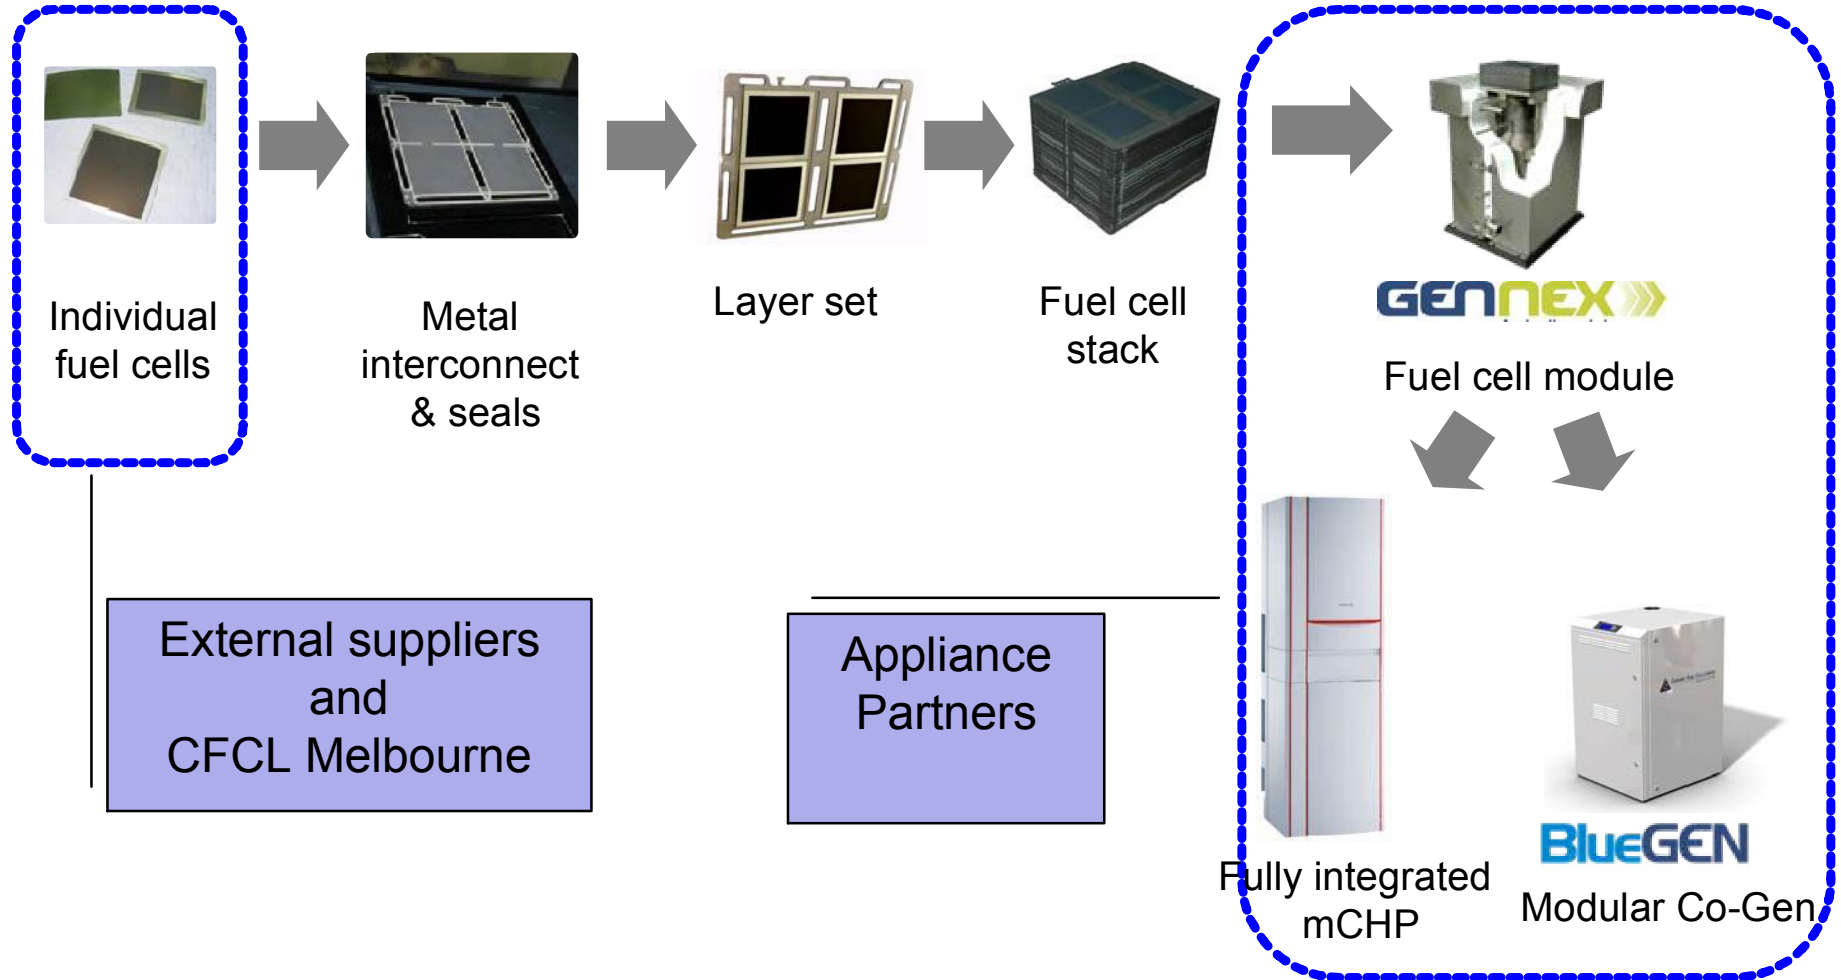 Individual
fuel cells
Metal
interconnect
& seals
Layer set
Fuel cell
stack
GENNEX
Fuel cell module
External suppliers
and
CFCL Melbourne
Appliance
Partners
BlueGEN
Fully integrated
mCHP
Modular Co-Gen